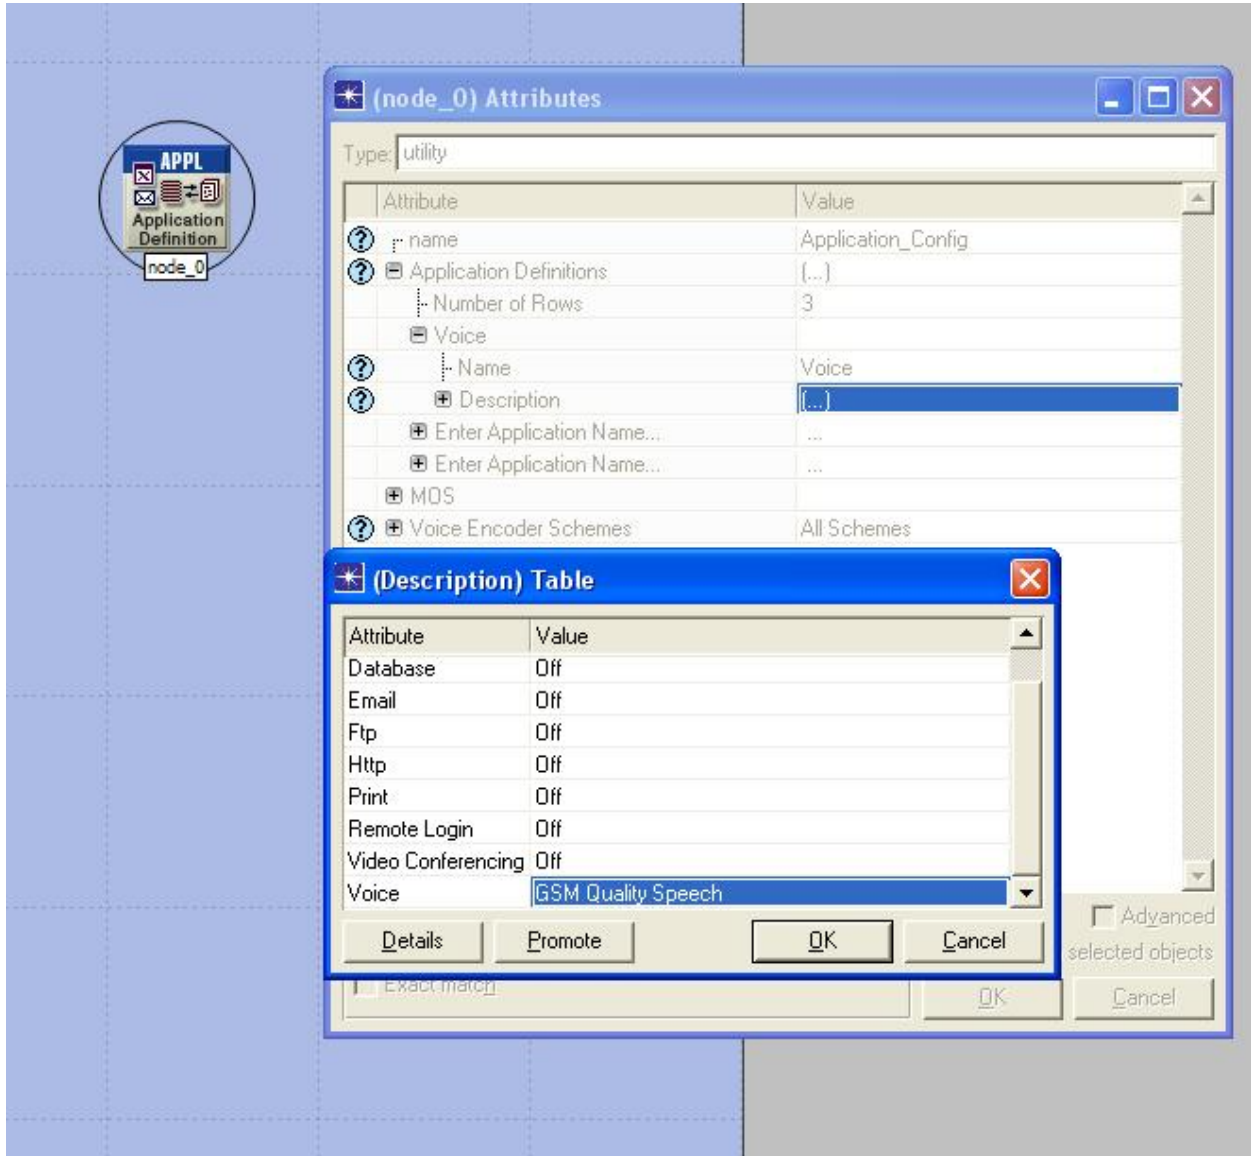 APPL
Application
Definition
node_0
(node_0) Attributes
Type: utility
Attribute Value
name Application_Config
Application Definitions (...)
Number of Rows 3
Voice
Name Voice
Description (...)
Enter Application Name... ...
Enter Application Name... ...
MOS
Voice Encoder Schemes All Schemes
(Description) Table
Attribute Value
Database Off
Email Off
Ftp Off
Http Off
Print Off
Remote Login Off
Video Conferencing Off
Voice GSM Quality Speech
Details Promote OK Cancel
Advanced
selected objects
Exact match
OK Cancel